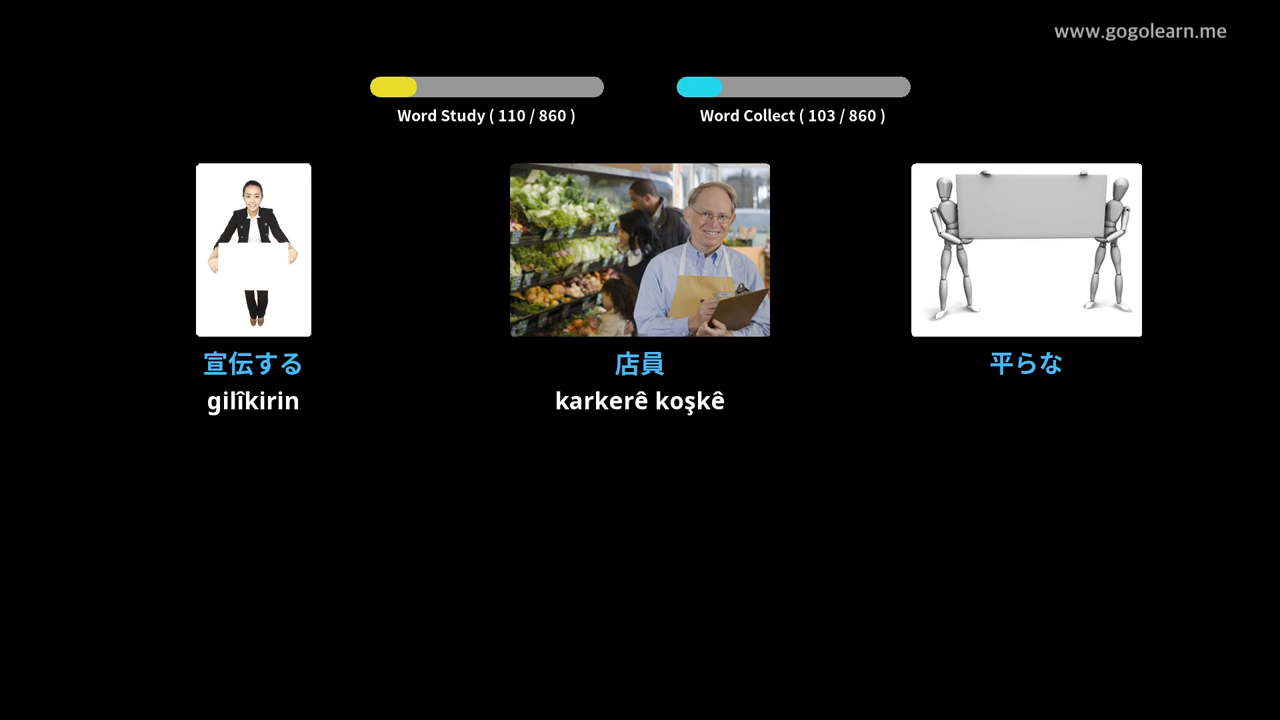 www.gogolearn.me
Word Study ( 110 / 860 )
Word Collect ( 103 / 860 )
宣伝する
gilîkirin
店員
karkerê koşkê
平らな